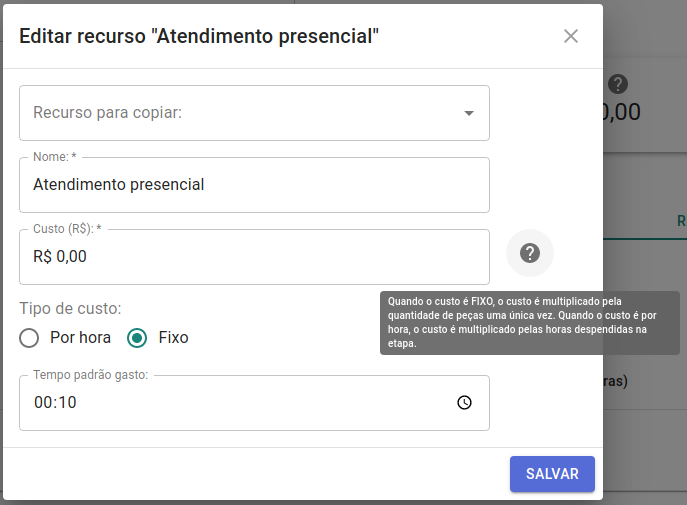 Editar recurso "Atendimento presencial"
Recurso para copiar:
0,00
Nome: *
Atendimento presencial
Custo (R$): *
R$ 0,00
R
Quando o custo é FIXO, o custo é multiplicado pela
quantidade de peças uma única vez. Quando o custo é por
hora, o custo é multiplicado pelas horas despendidas na
etapa.
Tipo de custo:
Por hora
Fixo
Tempo padrão gasto:
00:10
ras)
SALVAR